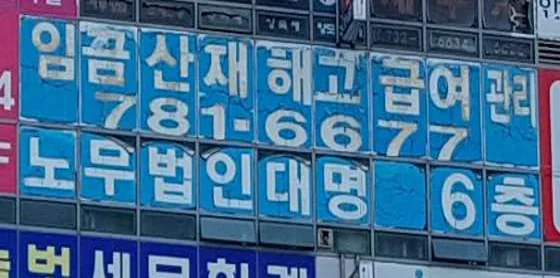 임금 산재 해고 급여 관리
781-6677
노무법인대명 6층